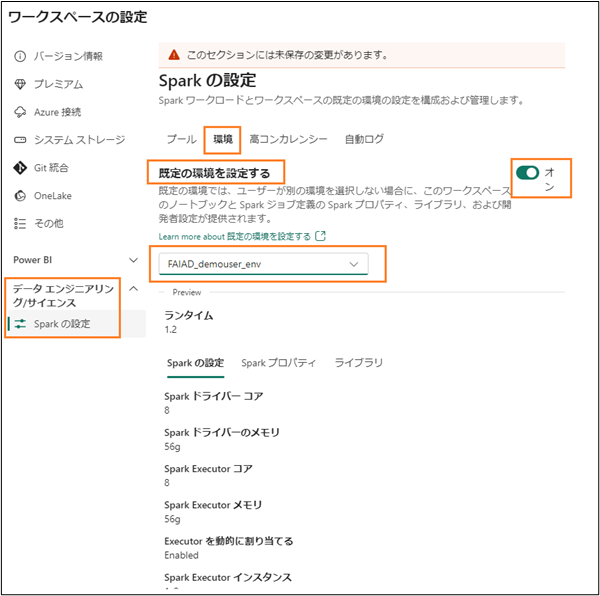 ワークスペースの設定
バージョン情報
プレミアム
Azure 接続
システム ストレージ
Git 統合
OneLake
その他
Power BI
データ エンジニアリン
グ/サイエンス
Spark の設定
このセクションには未保存の変更があります。
Spark の設定
Spark ワークロードとワークスペースの既定の環境の設定を構成および管理します。
プール 環境 高コンカレンシー 自動ログ
既定の環境を設定する
オ
ン
既定の環境では、ユーザーが別の環境を選択しない場合に、このワークスペース
のノートブックと Spark ジョブ定義の Spark プロパティ、ライブラリ、および開
発者設定が提供されます。
Learn more about 既定の環境を設定する
FAIAD_demouser_env
Preview
ランタイム
1.2
Spark の設定 Spark プロパティ ライブラリ
Spark ドライバー コア
8
Spark ドライバーのメモリ
56g
Spark Executor コア
8
Spark Executor メモリ
56g
Executor を動的に割り当てる
Enabled
Spark Executor インスタンス